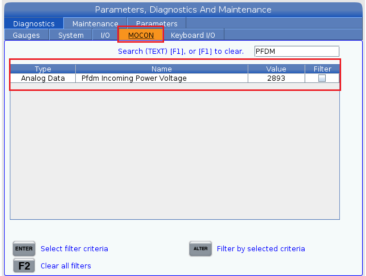 Parameters, Diagnostics And Maintenance
Diagnostics Maintenance Parameters
Gauges System I/O MOCON Keyboard I/O
Search (TEXT) [F1], or [F1] to clear. PFDM
Type Name Value Filter
Analog Data Pfdm Incoming Power Voltage 2893
ENTER Select filter criteria ALTER Filter by selected criteria
F2 Clear all filters